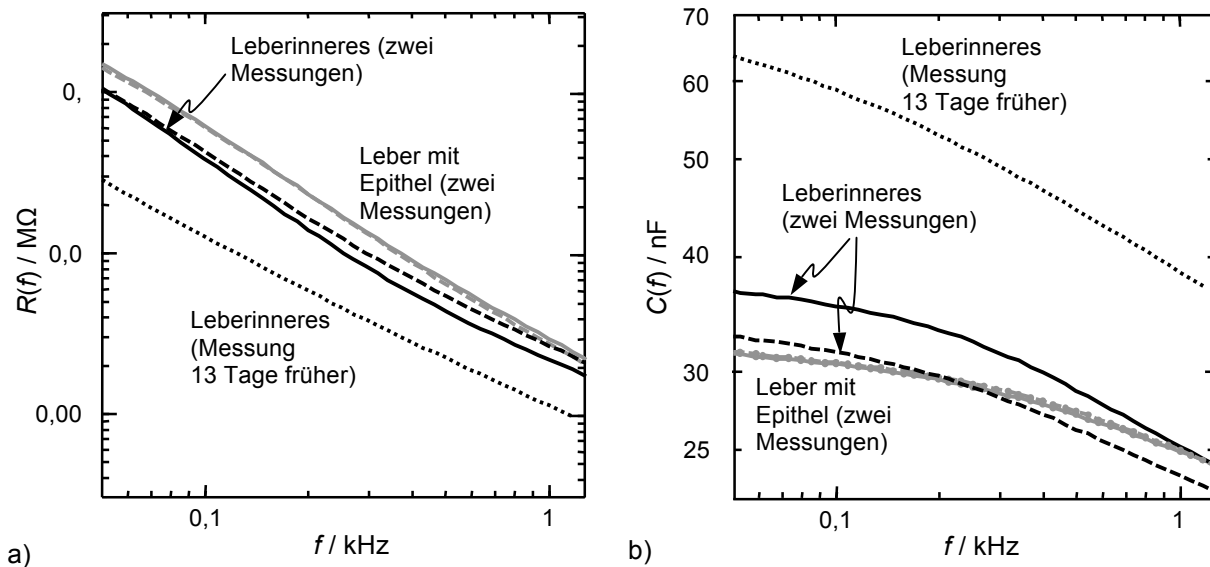 Leberinneres (zwei
Messungen)
0,
Leber mit
Epithel (zwei
Messungen)
R(f) / MΩ
0,0
Leberinneres
(Messung
13 Tage früher)
0,00
0,1
1
f / kHz
a)
70
Leberinneres
(Messung
13 Tage früher)
60
50
Leberinneres
(zwei Messungen)
C(f) / nF
40
30
Leber mit
Epithel (zwei
Messungen)
25
0,1
1
f / kHz
b)